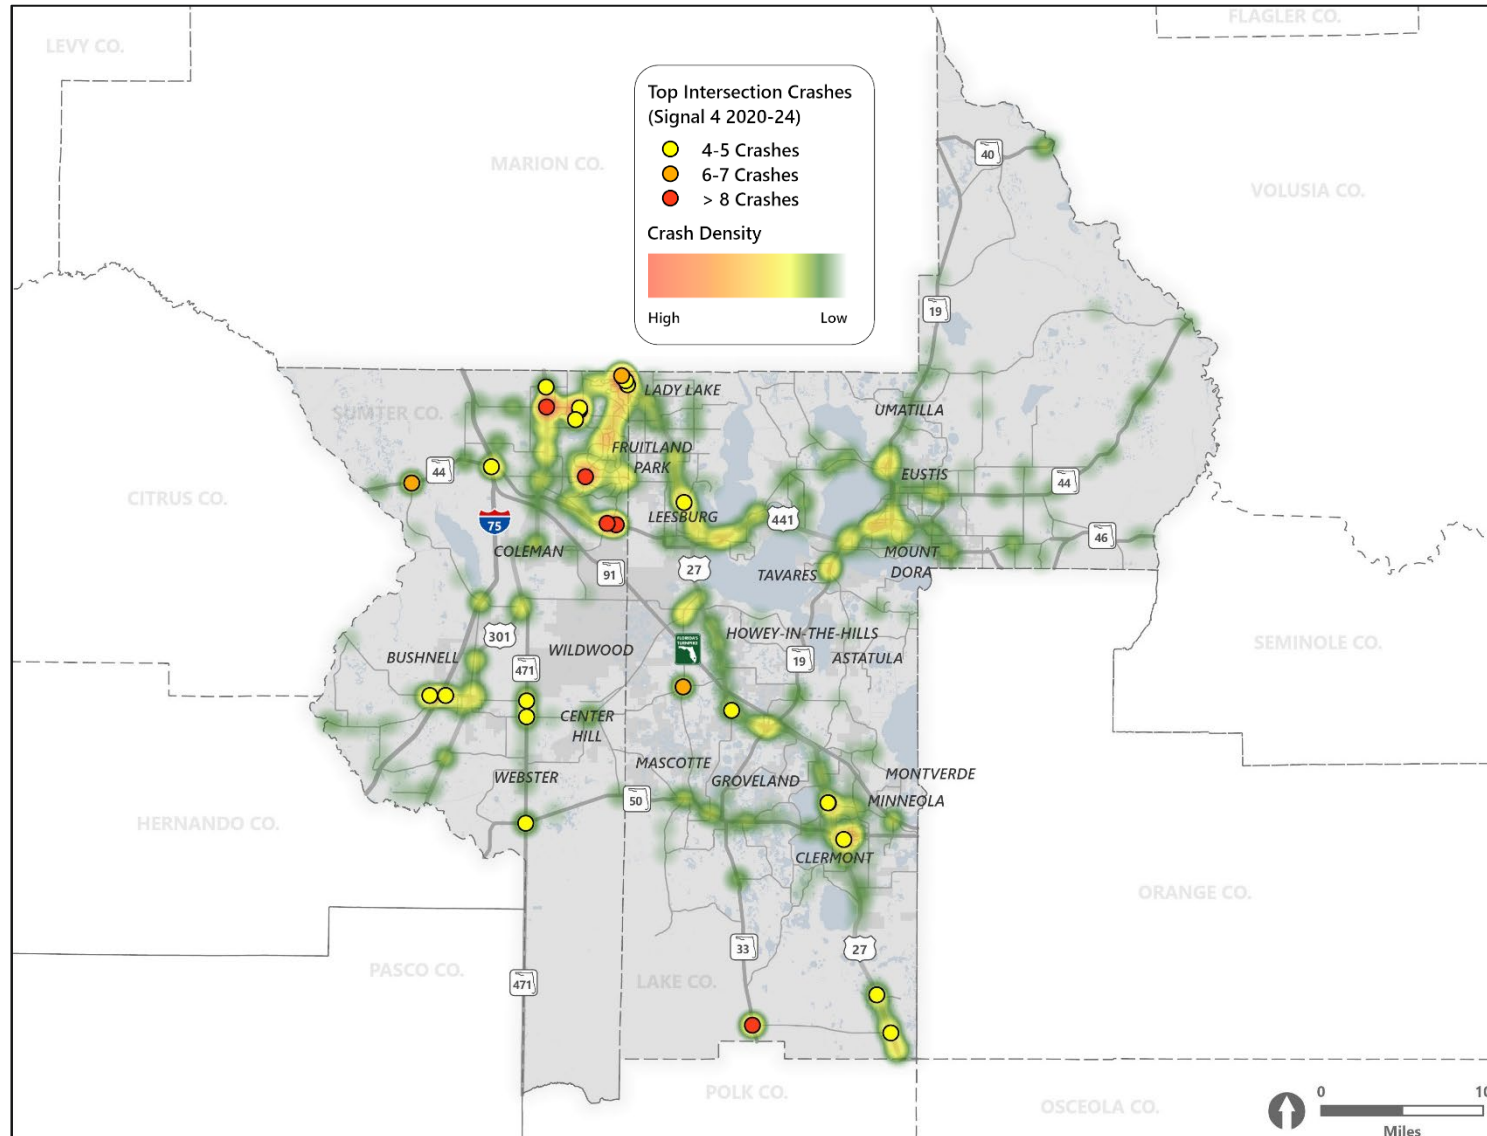 FLAGLER CO.
LEVY CO.
Top Intersection Crashes
(Signal 4 2020-24)
4-5 Crashes
6-7 Crashes
> 8 Crashes
Crash Density
High Low
40
MARION CO.
VOLUSIA CO.
19
LADY LAKE
SUMTER CO.
UMATILLA
FRUITLAND
PARK
44
EUSTIS
44
CITRUS CO.
75
LEESBURG
441
46
COLEMAN
MOUNT
DORA
91
27
TAVARES
301
HOWEY-IN-THE-HILLS
SEMINOLE CO.
BUSHNELL
471
WILDWOOD
FLORIDA'S
TURNPIKE
19
ASTATULA
CENTER
HILL
WEBSTER
MASCOTTE
GROVELAND
MONTVERDE
50
MINNEOLA
HERNANDO CO.
CLERMONT
ORANGE CO.
33
27
PASCO CO.
471
LAKE CO.
POLK CO.
OSCEOLA CO.
0 10
Miles